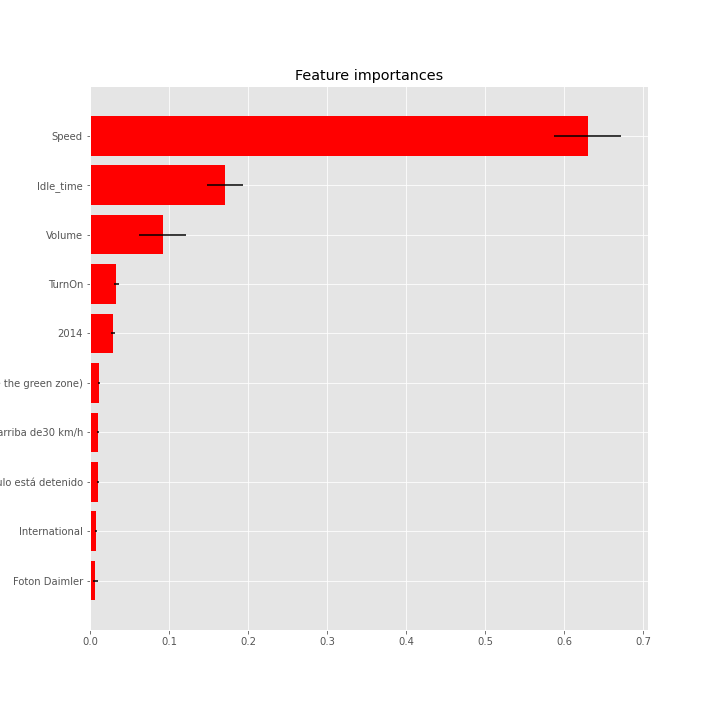 Feature importances
Speed
Idle_time
Volume
TurnOn
2014
the green zone)
arriba de30 km/h
ulo está detenido
International
Foton Daimler
0.0 0.1 0.2 0.3 0.4 0.5 0.6 0.7